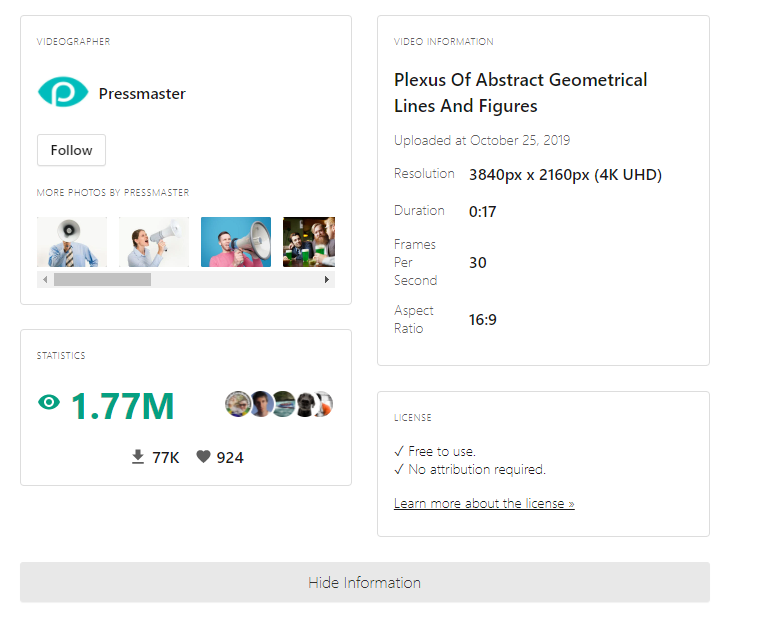 VIDEOGRAPHER
Pressmaster
Follow
MORE PHOTOS BY PRESSMASTER
STATISTICS
1.77M
77K 924
VIDEO INFORMATION
Plexus Of Abstract Geometrical
Lines And Figures
Uploaded at October 25, 2019
Resolution 3840px x 2160px (4K UHD)
Duration 0:17
Frames
Per
Second
30
Aspect
Ratio
16:9
LICENSE
✓ Free to use.
✓ No attribution required.
Learn more about the license »
Hide Information